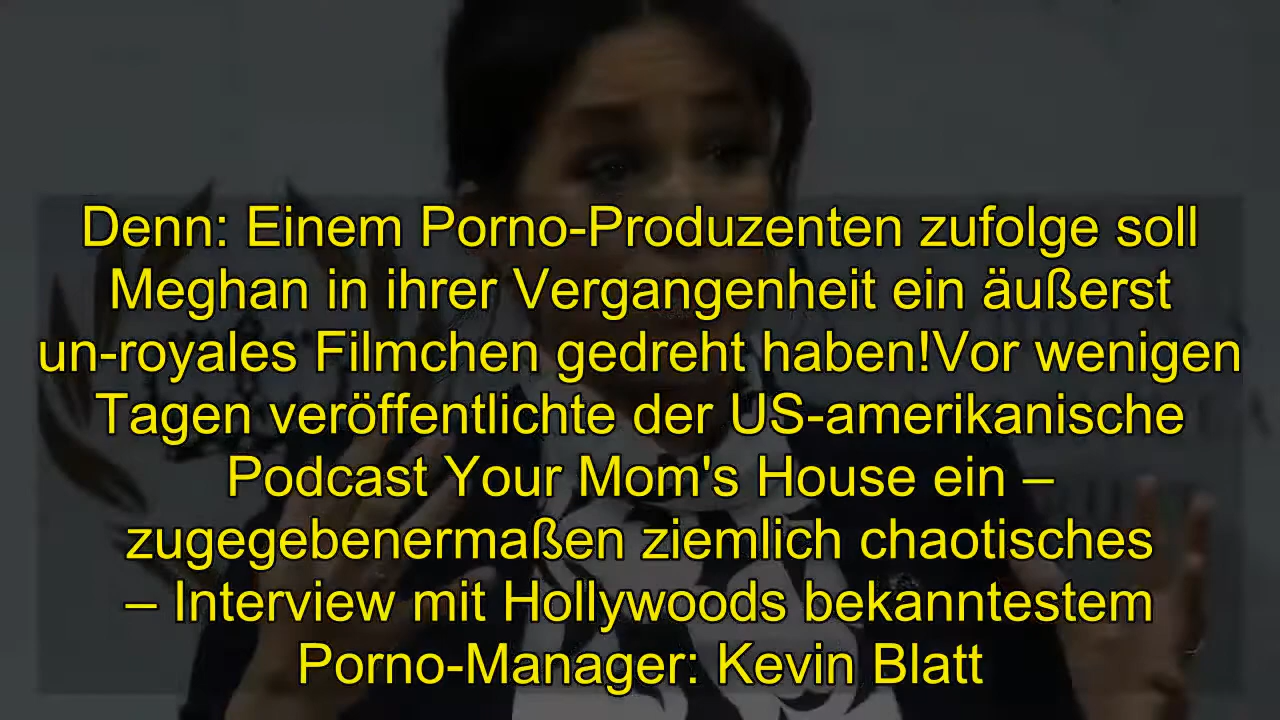 Denn: Einem Porno-Produzenten zufolge soll
Meghan in ihrer Vergangenheit ein äußerst
un-royales Filmchen gedreht haben!Vor wenigen
Tagen veröffentlichte der US-amerikanische
Podcast Your Mom's House ein –
zugegebenermaßen ziemlich chaotisches
– Interview mit Hollywoods bekanntestem
Porno-Manager: Kevin Blatt